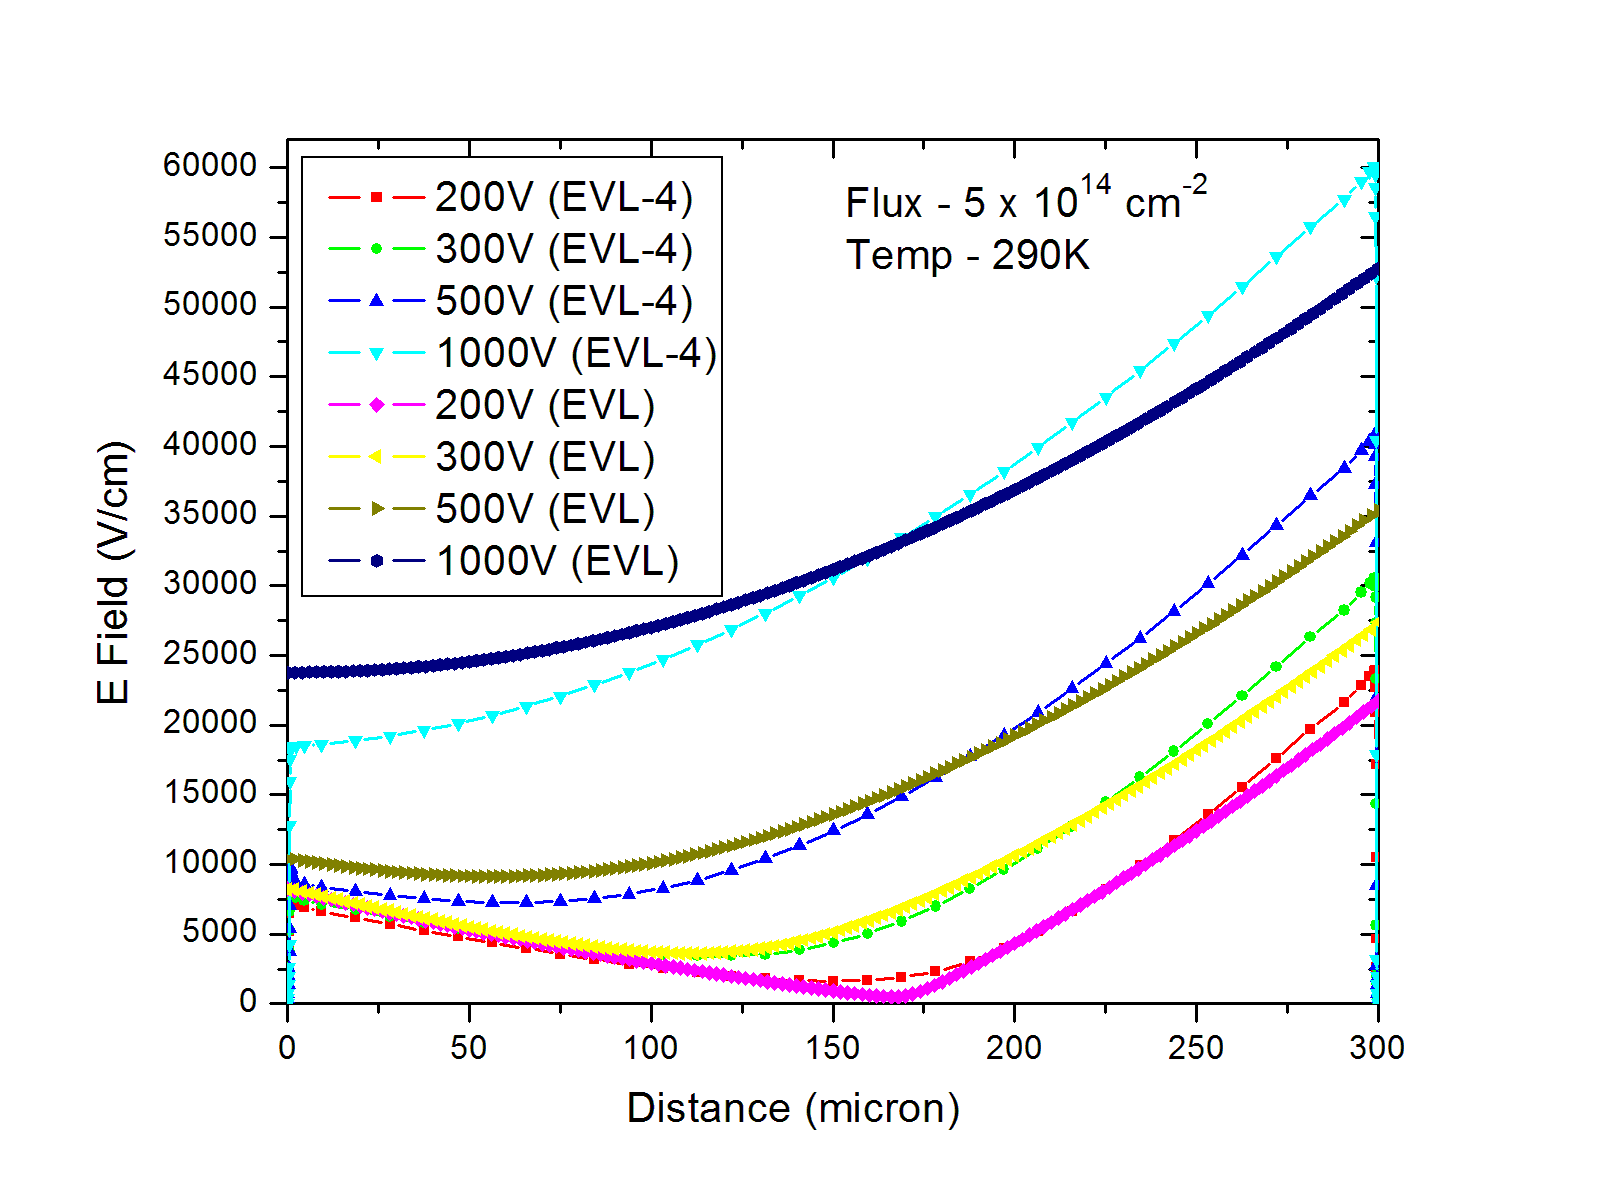 60000
55000
50000
45000
40000
35000
30000
25000
20000
15000
10000
5000
0
E Field (V/cm)
200V (EVL-4)
300V (EVL-4)
500V (EVL-4)
1000V (EVL-4)
200V (EVL)
300V (EVL)
500V (EVL)
1000V (EVL)
Flux - 5 x 10^14 cm^-2
Temp - 290K
0 50 100 150 200 250 300
Distance (micron)